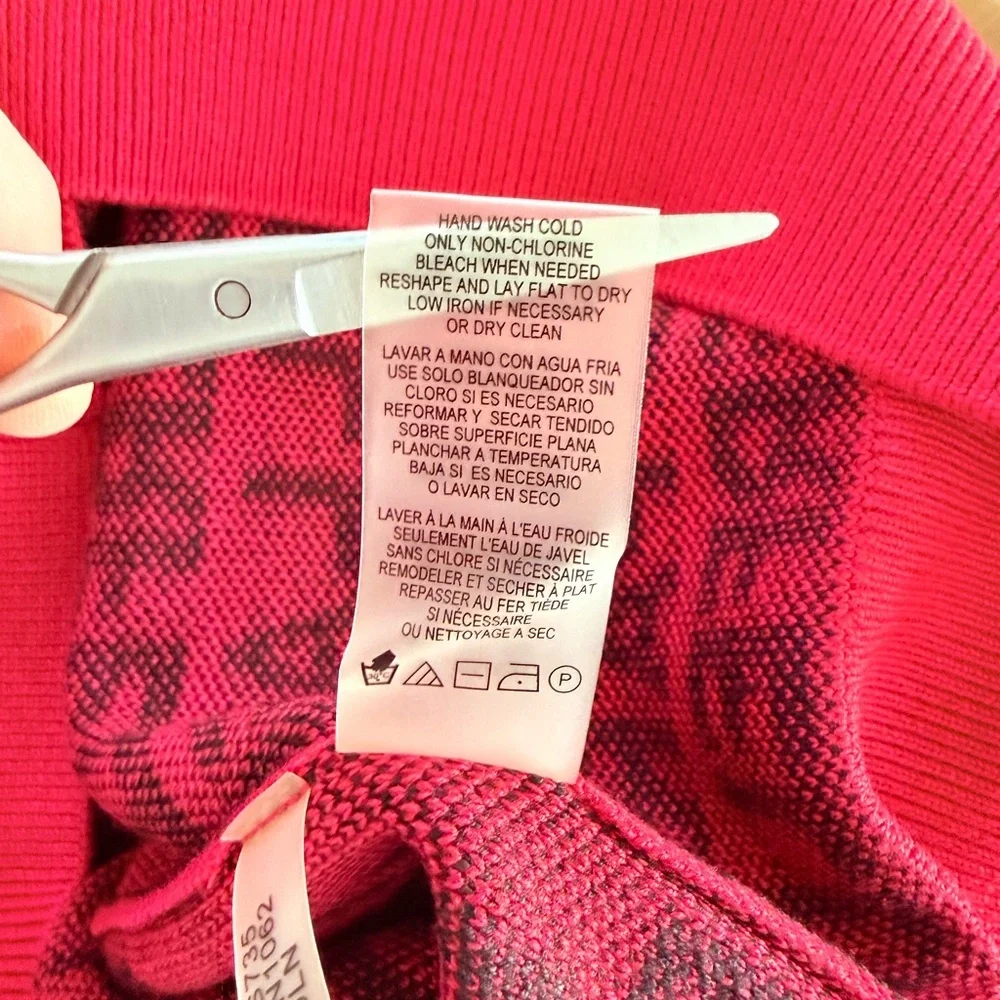 HAND WASH COLD
ONLY NON-CHLORINE
BLEACH WHEN NEEDED
RESHAPE AND LAY FLAT TO DRY
LOW IRON IF NECESSARY
OR DRY CLEAN
LAVAR A MANO CON AGUA FRIA
USE SOLO BLANQUEADOR SIN
CLORO SI ES NECESARIO
REFORMAR Y SECAR TENDIDO
SOBRE SUPERFICIE PLANA
PLANCHAR A TEMPERATURA
BAJA SI ES NECESARIO
O LAVAR EN SECO
LAVER À LA MAIN À L'EAU FROIDE
SEULEMENT L'EAU DE JAVEL
SANS CHLORE SI NÉCESSAIRE
REMODELER ET SECHER À PLAT
REPASSER AU FER TIÈDE
SI NÉCESSAIRE
OU NETTOYAGE A SEC
30°C
P